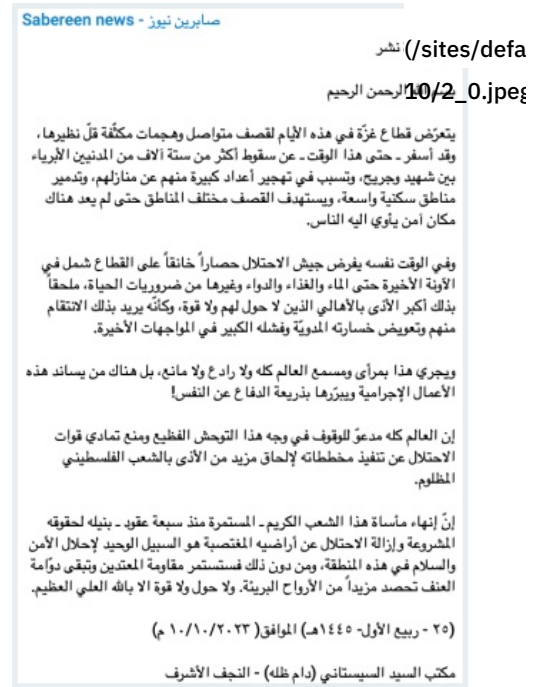 صابرين نيوز - Sabereen news
نشر
(/sites/defa
الرحمن الرحيم
10/2_0.jpeg
يتعرّض قطاع غزّة في هذه الأيام لقصف متواصل وهجمات مكثّفة قلّ نظيرها،
وقد أسفر ـ حتى هذا الوقت ـ عن سقوط أكثر من ستة آلاف من المدنيين الأبرياء
بين شهيد وجريح، وتسبب في تهجير أعداد كبيرة منهم عن منازلهم، وتدمير
مناطق سكنية واسعة، ويستهدف القصف مختلف المناطق حتى لم يعد هناك
مكان آمن يأوي اليه الناس.
وفي الوقت نفسه يفرض جيش الاحتلال حصاراً خانقاً على القطاع شمل في
الآونة الأخيرة حتى الماء والغذاء والدواء وغيرها من ضروريات الحياة، ملحقاً
بذلك أكبر الأذى بالأهالي الذين لا حول لهم ولا قوة، وكأنّه يريد بذلك الانتقام
منهم وتعويض خسارته المدويّة وفشله الكبير في المواجهات الأخيرة.
ويجري هذا بمرأى ومسمع العالم كله ولا رادع ولا مانع، بل هناك من يساند هذه
الأعمال الإجرامية ويبرّرها بذريعة الدفاع عن النفس!
إن العالم كله مدعوّ للوقوف في وجه هذا التوحش الفظيع ومنع تمادي قوات
الاحتلال عن تنفيذ مخططاته لإلحاق مزيد من الأذى بالشعب الفلسطيني
المظلوم.
إنّ إنهاء مأساة هذا الشعب الكريم ـ المستمرة منذ سبعة عقود ـ بنيله لحقوقه
المشروعة وإزالة الاحتلال عن أراضيه المغتصبة هو السبيل الوحيد لإحلال الأمن
والسلام في هذه المنطقة، ومن دون ذلك فستستمر مقاومة المعتدين وتبقى دوّامة
العنف تحصد مزيداً من الأرواح البريئة. ولا حول ولا قوة الا بالله العلي العظيم.
(٢٥ - ربيع الأول- ١٤٤٥هـ) الموافق( ١٠/١٠/٢٠٢٣ م)
مكتب السيد السيستاني (دام ظله) - النجف الأشرف